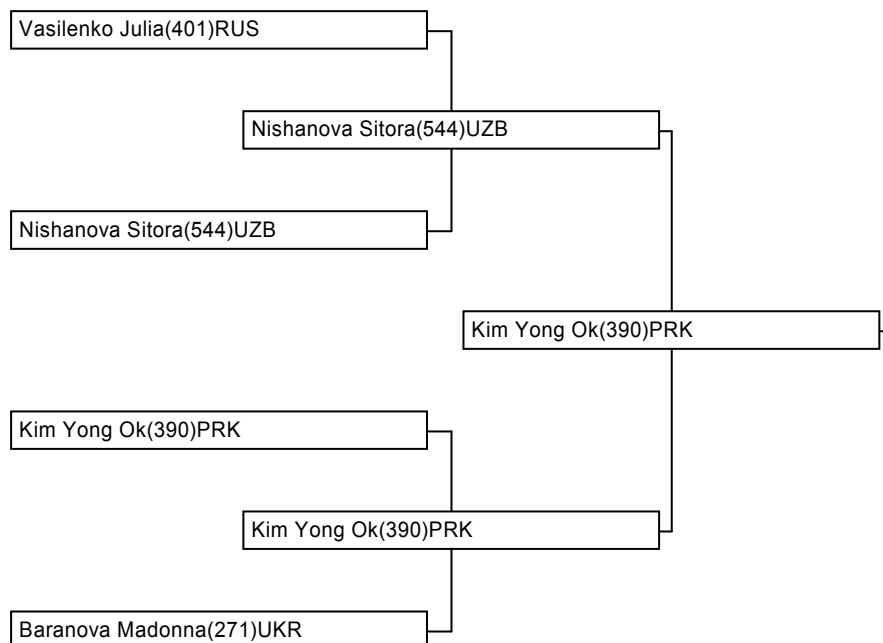 Vasilenko Julia(401)RUS
Nishanova Sitora(544)UZB
Nishanova Sitora(544)UZB
Kim Yong Ok(390)PRK
Kim Yong Ok(390)PRK
Kim Yong Ok(390)PRK
Baranova Madonna(271)UKR